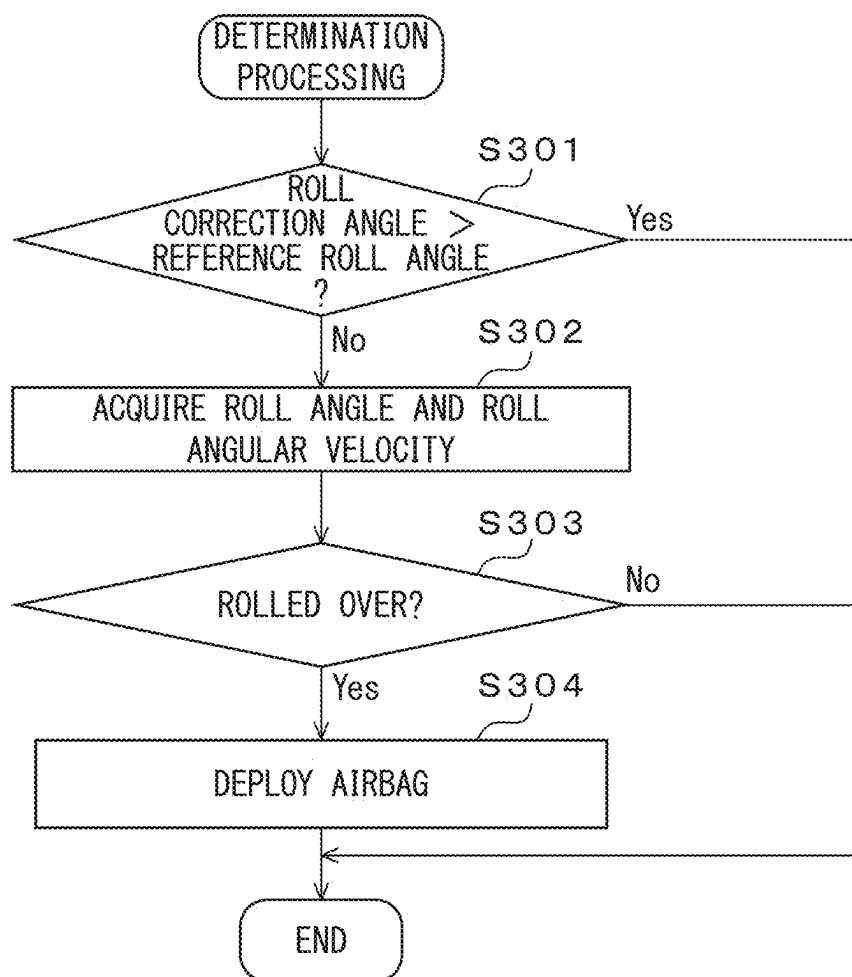 DETERMINATION
PROCESSING
S301
ROLL
CORRECTION ANGLE >
REFERENCE ROLL ANGLE
?
Yes
No
S302
ACQUIRE ROLL ANGLE AND ROLL
ANGULAR VELOCITY
S303
ROLLED OVER?
No
Yes
S304
DEPLOY AIRBAG
END